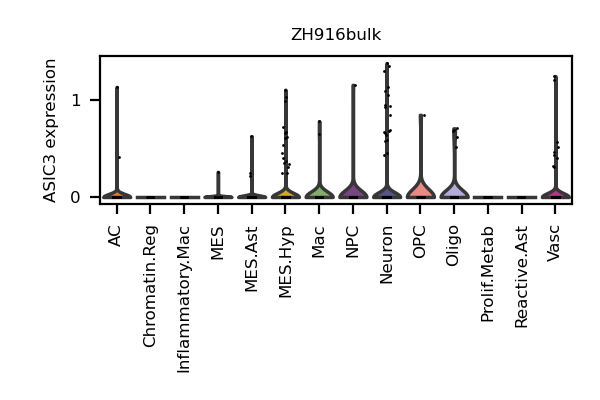 ZH916bulk
ASIC3 expression
1
0
AC
Chromatin.Reg
Inflammatory.Mac
MES
MES.Ast
MES.Hyp
Mac
NPC
Neuron
OPC
Oligo
Prolif.Metab
Reactive.Ast
Vasc